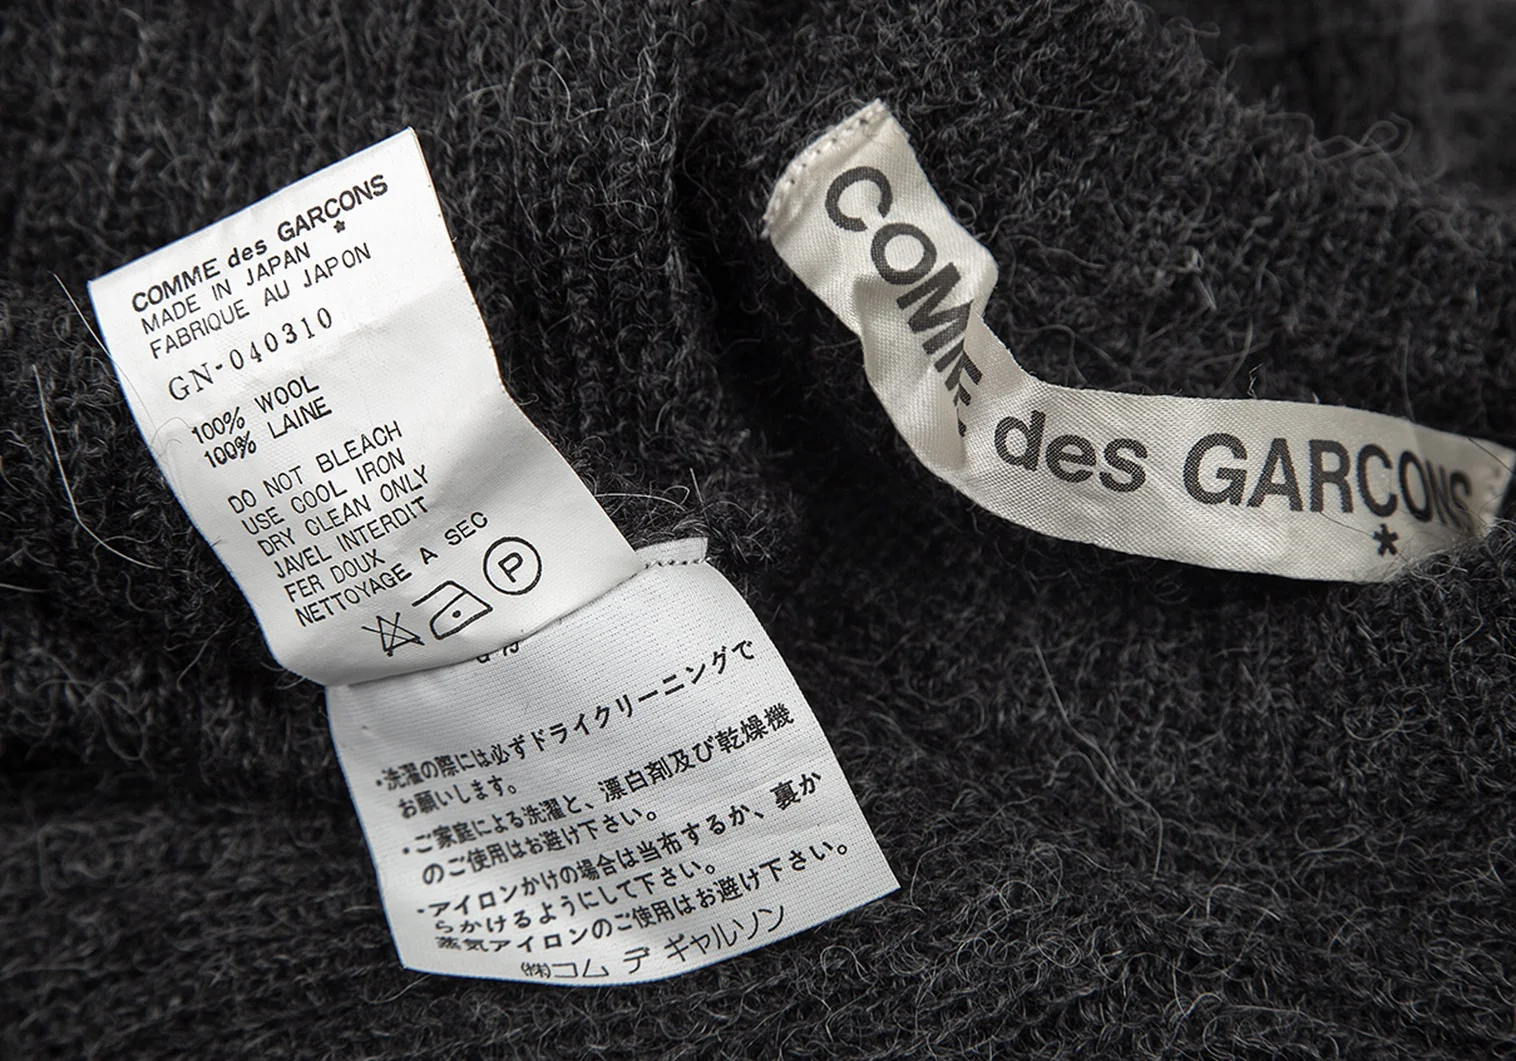 COMME des GARCONS
*
MADE IN JAPAN
FABRIQUE AU JAPON
GN-040310
100% WOOL
100% LAINE
DO NOT BLEACH
USE COOL IRON
DRY CLEAN ONLY
JAVEL INTERDIT
FER DOUX
NETTOYAGE A SEC
P
・洗濯の際には必ずドライクリーニングで
お願いします。
・ご家庭による洗濯と、漂白剤及び乾燥機
のご使用はお避け下さい。
・アイロンかけの場合は当布するか、裏か
らかけるようにして下さい。
蒸気アイロンのご使用はお避け下さい。
㈱コム デ ギャルソン
COMME des GARCONS
*